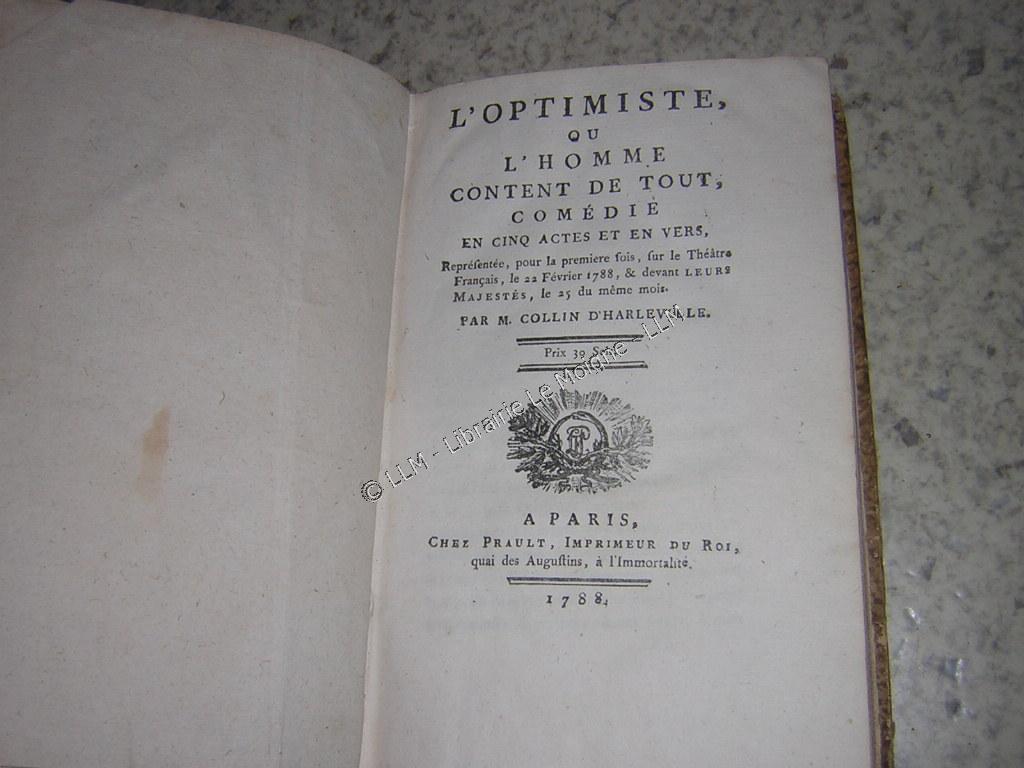 L'OPTIMISTE,
OU
L'HOMME
CONTENT DE TOUT,
COMÉDIE
EN CINQ ACTES ET EN VERS,
Repréſentée, pour la premiere fois, ſur le Théâtre
Français, le 22 Février 1788, & devant LEURS
MAJESTÉS, le 25 du même mois.
PAR M. COLLIN D'HARLEVILLE.
Prix 39
© LLM - Librairie Le Moigne - LLM
A PARIS,
CHEZ PRAULT, IMPRIMEUR DU ROI,
quai des Auguſtins, à l'Immortalité.
1788.